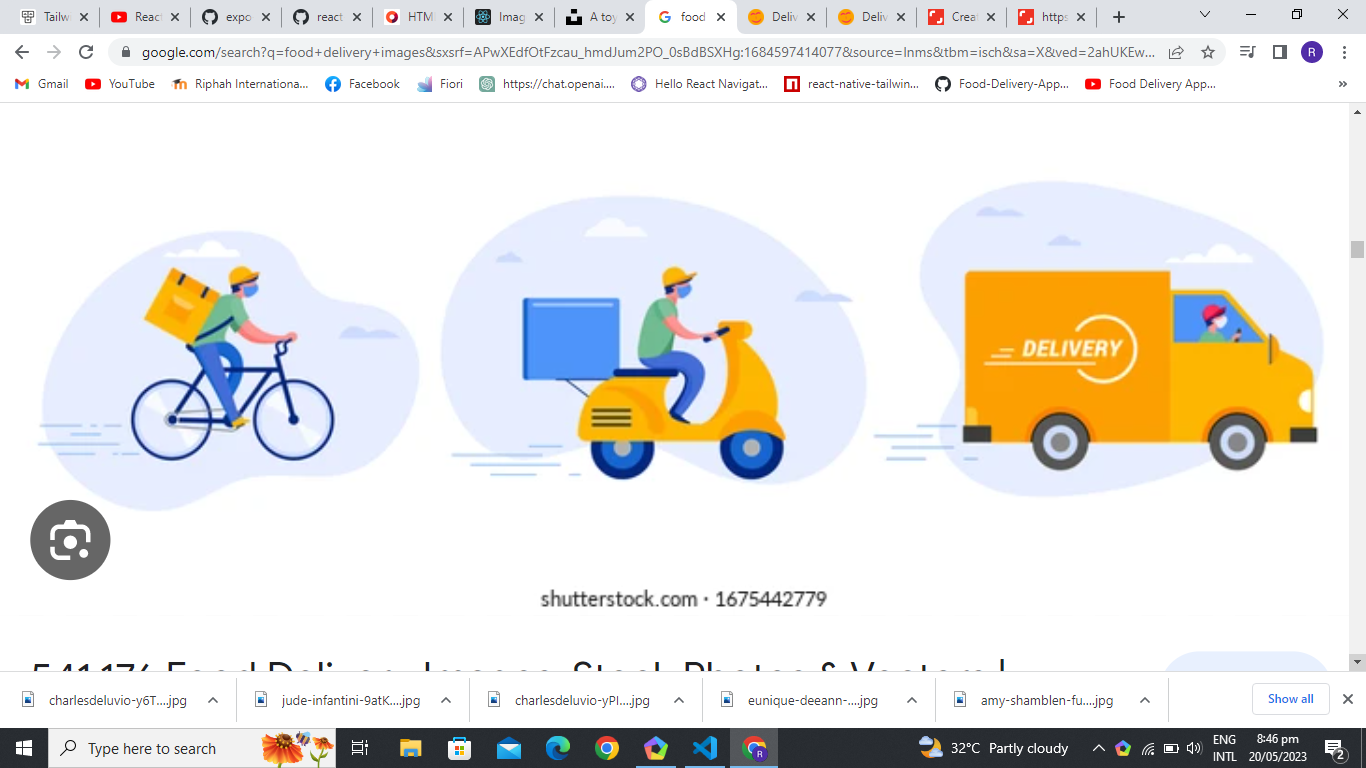 Tailw
React
expo
react
HTML
Imag
A toy
food
Deliv
Deliv
Creat
https
google.com/search?q=food+delivery+images&sxsrf=APwXEdfOtFzcau_hmdJum2PO_0sBdBSXHg:1684597414077&source=lnms&tbm=isch&sa=X&ved=2ahUKEw...
R
Gmail
YouTube
Riphah Internationa...
Facebook
Fiori
https://chat.openai....
Hello React Navigat...
react-native-tailwin...
Food-Delivery-App...
Food Delivery App...
»
DELIVERY
shutterstock.com · 1675442779
charlesdeluvio-y6T....jpg
jude-infantini-9atK....jpg
charlesdeluvio-yPI....jpg
eunique-deeann-....jpg
amy-shamblen-fu....jpg
Show all
Type here to search
32°C Partly cloudy
ENG
INTL
8:46 pm
20/05/2023
2